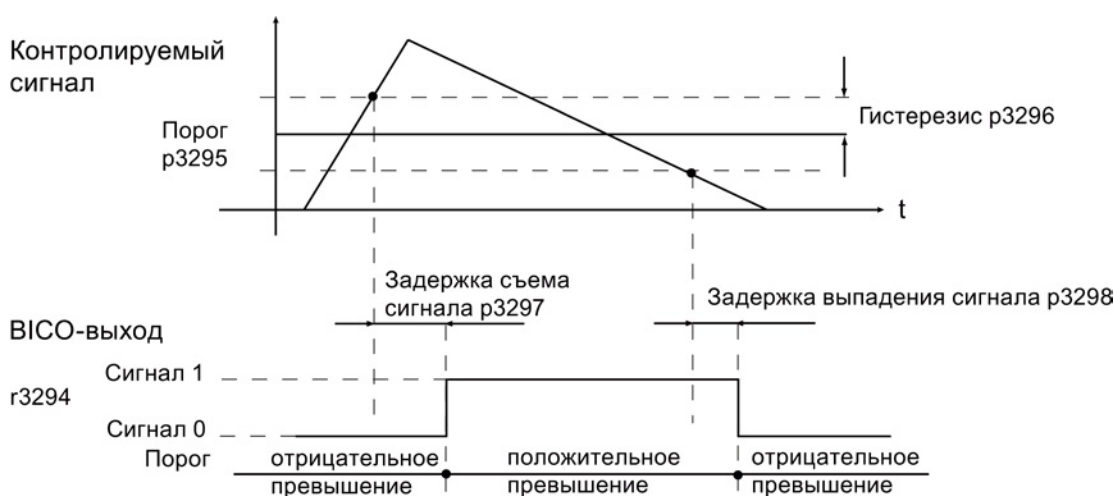 Контролируемый
сигнал
Порог
p3295
Гистерезис p3296
t
Задержка съема
сигнала p3297
Задержка выпадения сигнала p3298
BICO-выход
r3294
Сигнал 1
Сигнал 0
Порог
отрицательное
превышение
положительное
превышение
отрицательное
превышение